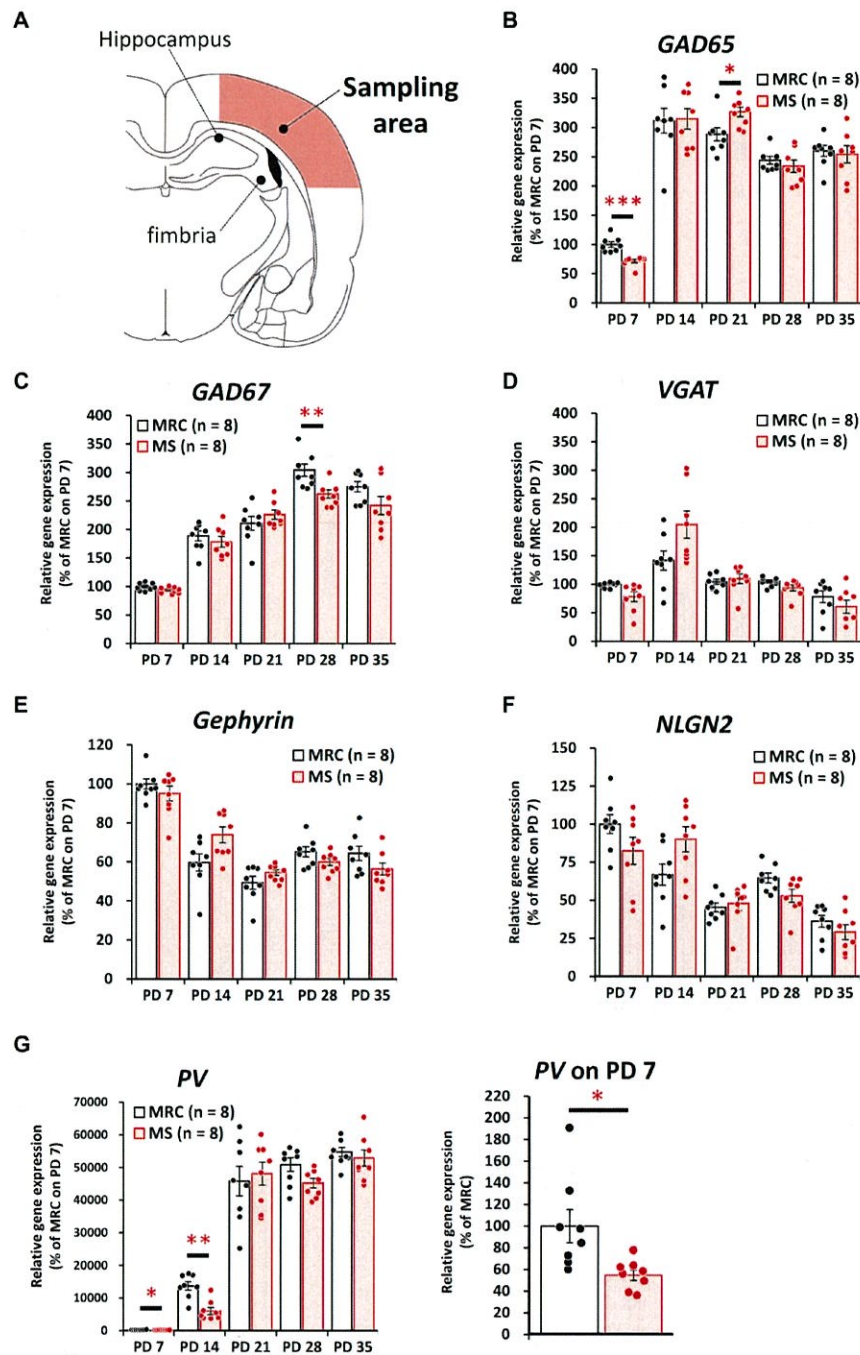 A
Hippocampus
Sampling
area
fimbria
B
GAD65
Relative gene expression
(% of MRC on PD 7)
400
350
300
250
200
150
100
50
0
***
*
MRC (n = 8)
MS (n = 8)
PD 7 PD 14 PD 21 PD 28 PD 35
C
GAD67
Relative gene expression
(% of MRC on PD 7)
400
350
300
250
200
150
100
50
0
MRC (n = 8)
MS (n = 8)
**
PD 7 PD 14 PD 21 PD 28 PD 35
D
VGAT
Relative gene expression
(% of MRC on PD 7)
400
350
300
250
200
150
100
50
0
MRC (n = 8)
MS (n = 8)
PD 7 PD 14 PD 21 PD 28 PD 35
E
Gephyrin
Relative gene expression
(% of MRC on PD 7)
120
100
80
60
40
20
0
MRC (n = 8)
MS (n = 8)
PD 7 PD 14 PD 21 PD 28 PD 35
F
NLGN2
Relative gene expression
(% of MRC on PD 7)
150
125
100
75
50
25
0
MRC (n = 8)
MS (n = 8)
PD 7 PD 14 PD 21 PD 28 PD 35
G
PV
Relative gene expression
(% of MRC on PD 7)
70000
60000
50000
40000
30000
20000
10000
0
MRC (n = 8)
MS (n = 8)
*
**
PD 7 PD 14 PD 21 PD 28 PD 35
PV on PD 7
Relative gene expression
(% of MRC)
220
200
180
160
140
120
100
80
60
40
20
0
*